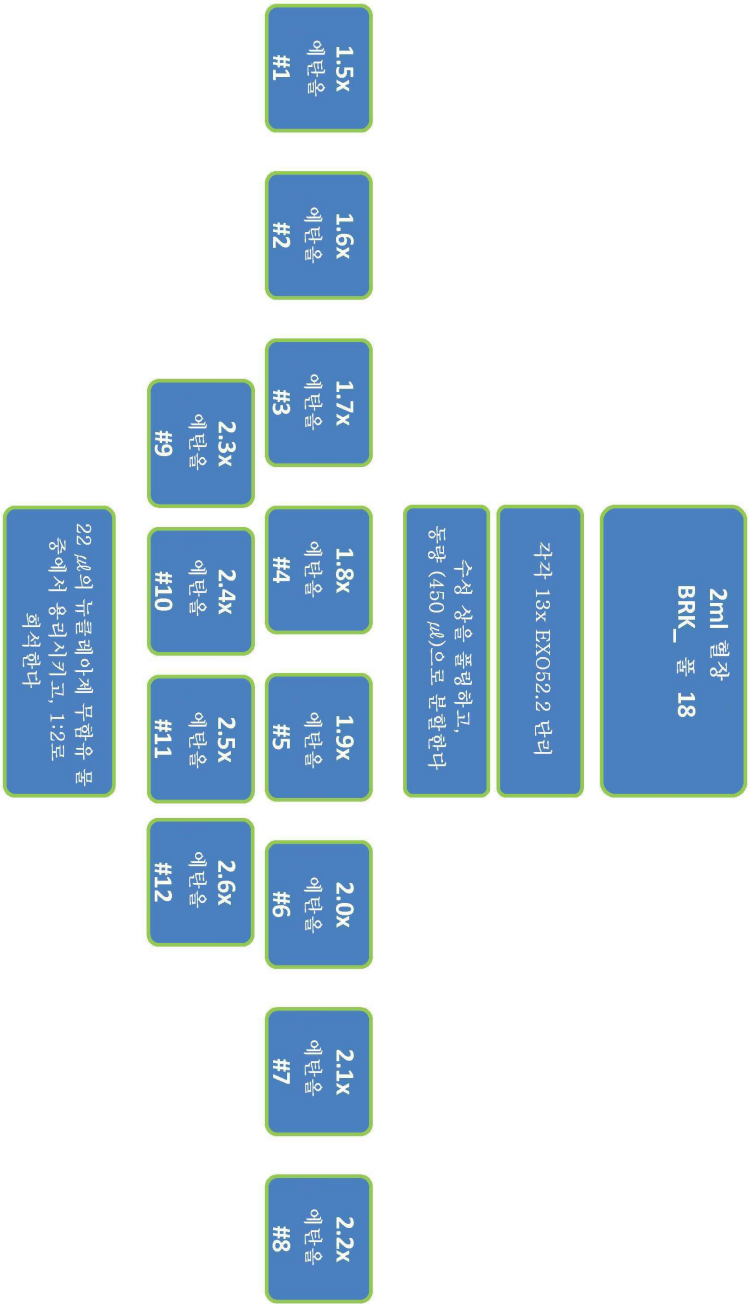 2ml 혈장
BRK_ 풀 18
각각 13x EXO52.2 단리
수성 상을 풀링하고,
동량 (450 ㎕)으로 분할한다
1.5x
에탄올
#1
1.6x
에탄올
#2
1.7x
에탄올
#3
1.8x
에탄올
#4
1.9x
에탄올
#5
2.0x
에탄올
#6
2.1x
에탄올
#7
2.2x
에탄올
#8
2.3x
에탄올
#9
2.4x
에탄올
#10
2.5x
에탄올
#11
2.6x
에탄올
#12
22 ㎕의 뉴클레아제 무함유 물
중에서 용리시키고, 1:2로
희석한다